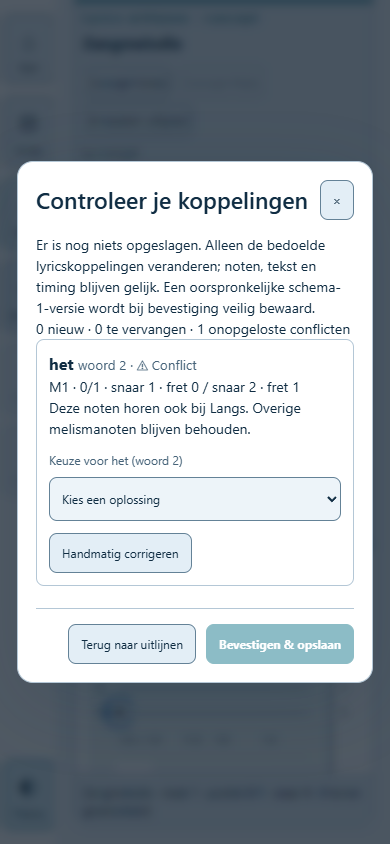 Controleer je koppelingen
×
Er is nog niets opgeslagen. Alleen de bedoelde
lyricskoppelingen veranderen; noten, tekst en
timing blijven gelijk. Een oorspronkelijke schema-
1-versie wordt bij bevestiging veilig bewaard.
0 nieuw · 0 te vervangen · 1 onopgeloste conflicten
het woord 2 · ⚠ Conflict
M1 · 0/1 · snaar 1 · fret 0 / snaar 2 · fret 1
Deze noten horen ook bij Langs. Overige
melismanoten blijven behouden.
Keuze voor het (woord 2)
Kies een oplossing
Handmatig corrigeren
Terug naar uitlijnen
Bevestigen & opslaan